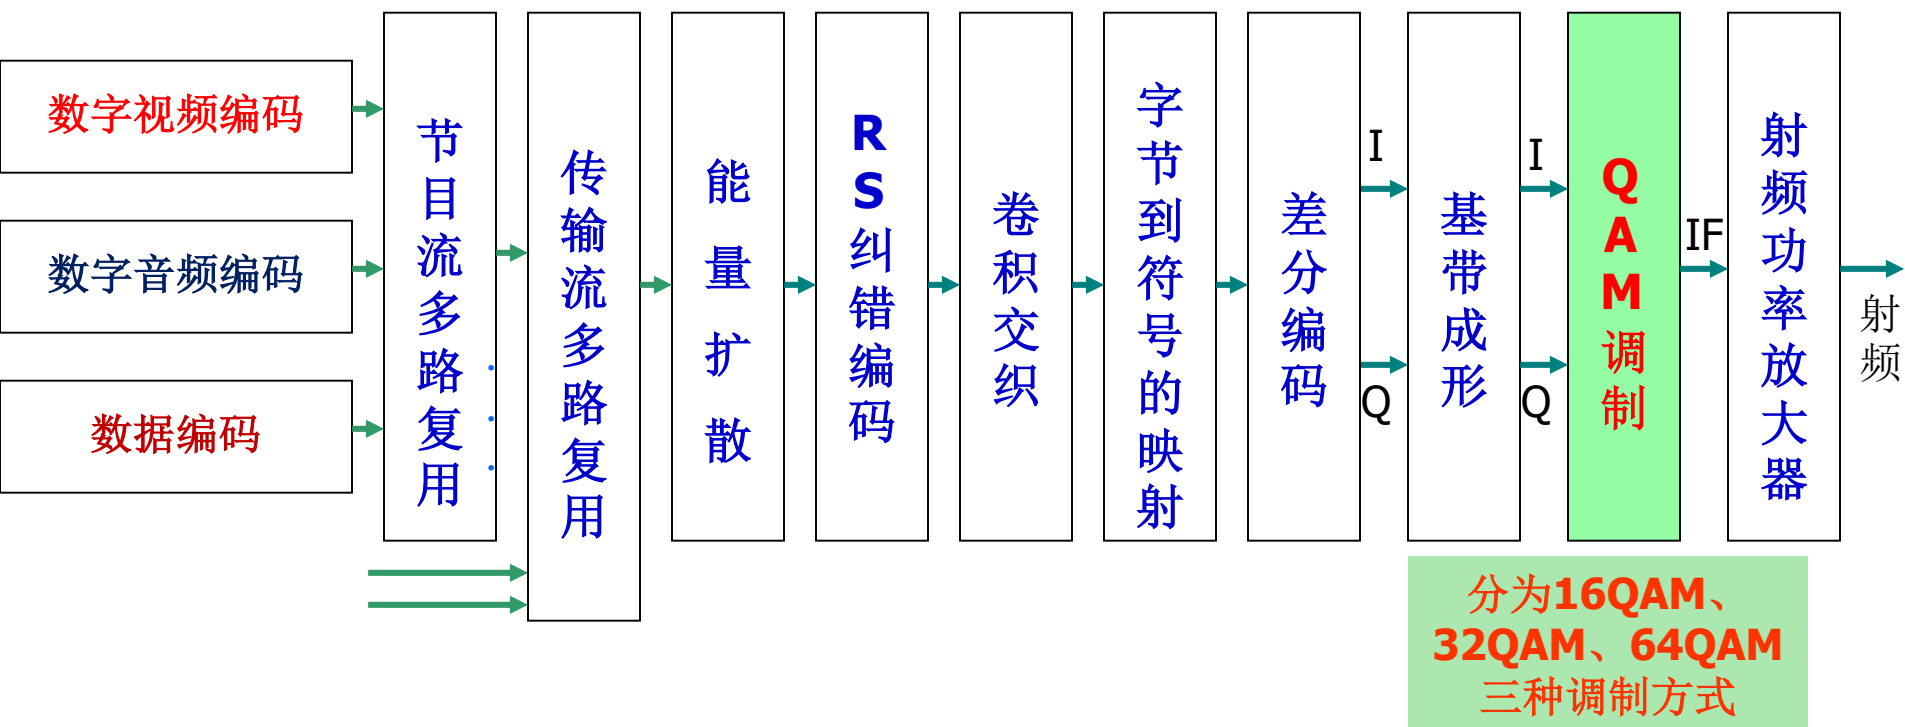 数字视频编码
数字音频编码
数据编码
节目流多路复用
传输流多路复用
能量扩散
RS纠错编码
卷积交织
字节到符号的映射
差分编码
I
Q
基带成形
I
Q
QAM调制
IF
射频功率放大器
射频
分为16QAM、
32QAM、64QAM
三种调制方式